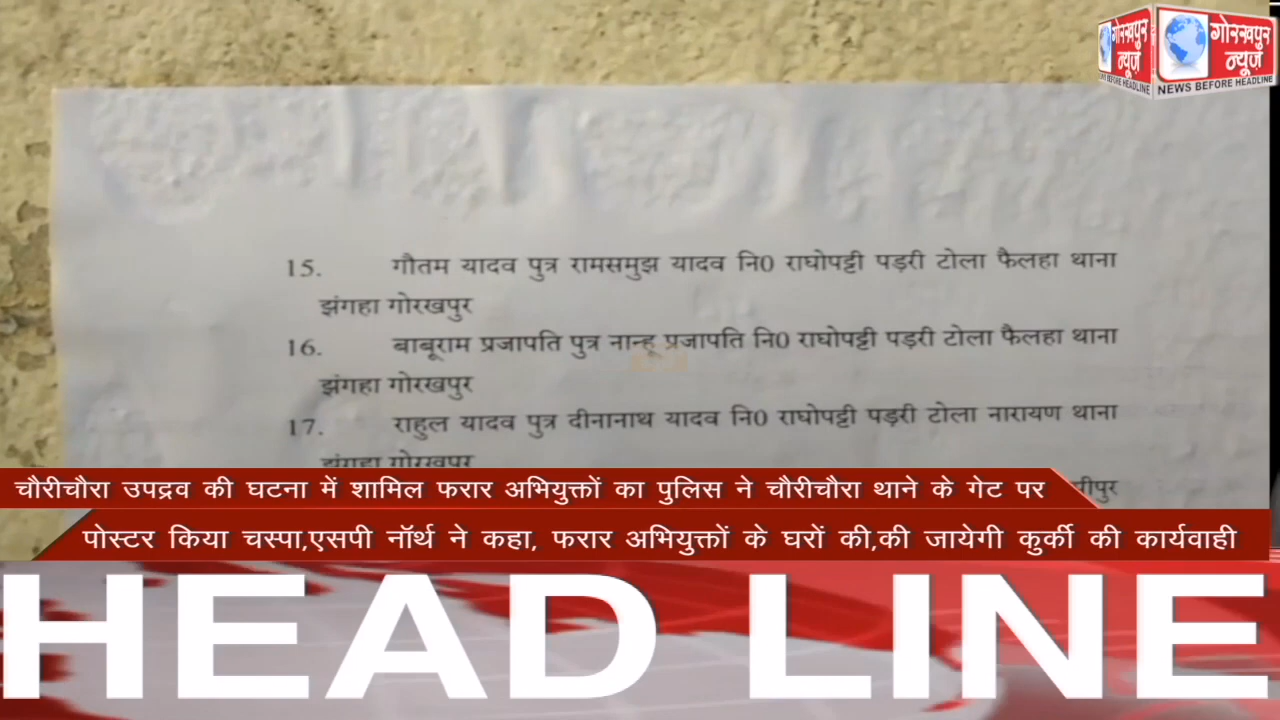 गोरखपुर
न्यूज़
NEWS BEFORE HEADLINE
15. गौतम यादव पुत्र रामसमुझ यादव नि0 राघोपट्टी पड़री टोला फैलहा थाना
झंगहा गोरखपुर
16. बाबूराम प्रजापति पुत्र नान्हू प्रजापति नि0 राघोपट्टी पड़री टोला फैलहा थाना
झंगहा गोरखपुर
17. राहुल यादव पुत्र दीनानाथ यादव नि0 राघोपट्टी पड़री टोला नारायण थाना
झंगहा गोरखपुर
चौरीचौरा उपद्रव की घटना में शामिल फरार अभियुक्तों का पुलिस ने चौरीचौरा थाने के गेट पर
पोस्टर किया चस्पा,एसपी नॉर्थ ने कहा, फरार अभियुक्तों के घरों की,की जायेगी कुर्की की कार्यवाही
HEAD LINE